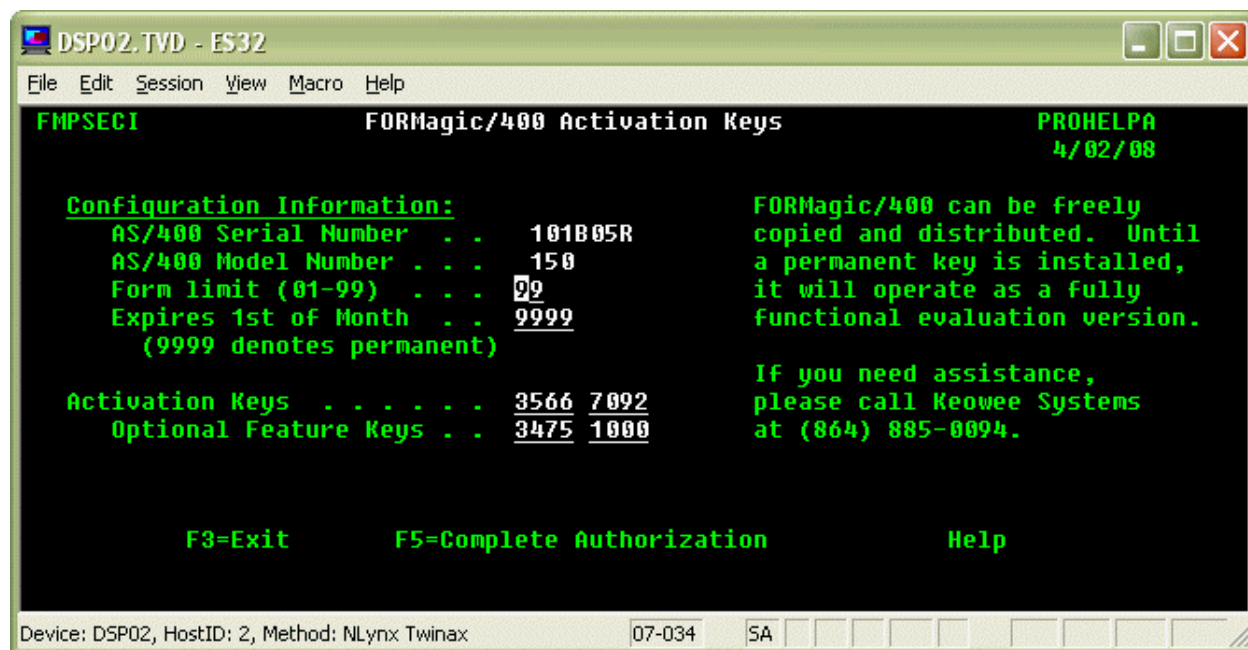 DSP02.TVD - ES32
File Edit Session View Macro Help
FMPSECI FORMagic/400 Activation Keys PROHELPA
4/02/08
Configuration Information: FORMagic/400 can be freely
AS/400 Serial Number . . 101B05R copied and distributed. Until
AS/400 Model Number . . . 150 a permanent key is installed,
Form limit (01-99) . . . 99 it will operate as a fully
Expires 1st of Month . . 9999 functional evaluation version.
(9999 denotes permanent)
If you need assistance,
Activation Keys . . . . . . 3566 7092 please call Keowee Systems
Optional Feature Keys . . 3475 1000 at (864) 885-0094.
F3=Exit F5=Complete Authorization Help
Device: DSP02, HostID: 2, Method: NLynx Twinax 07-034 SA